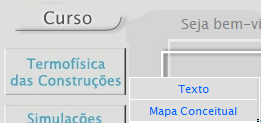 Curso
Seja bem-vi
Termofísica
das Construções
Texto
Mapa Conceitual
Simulações